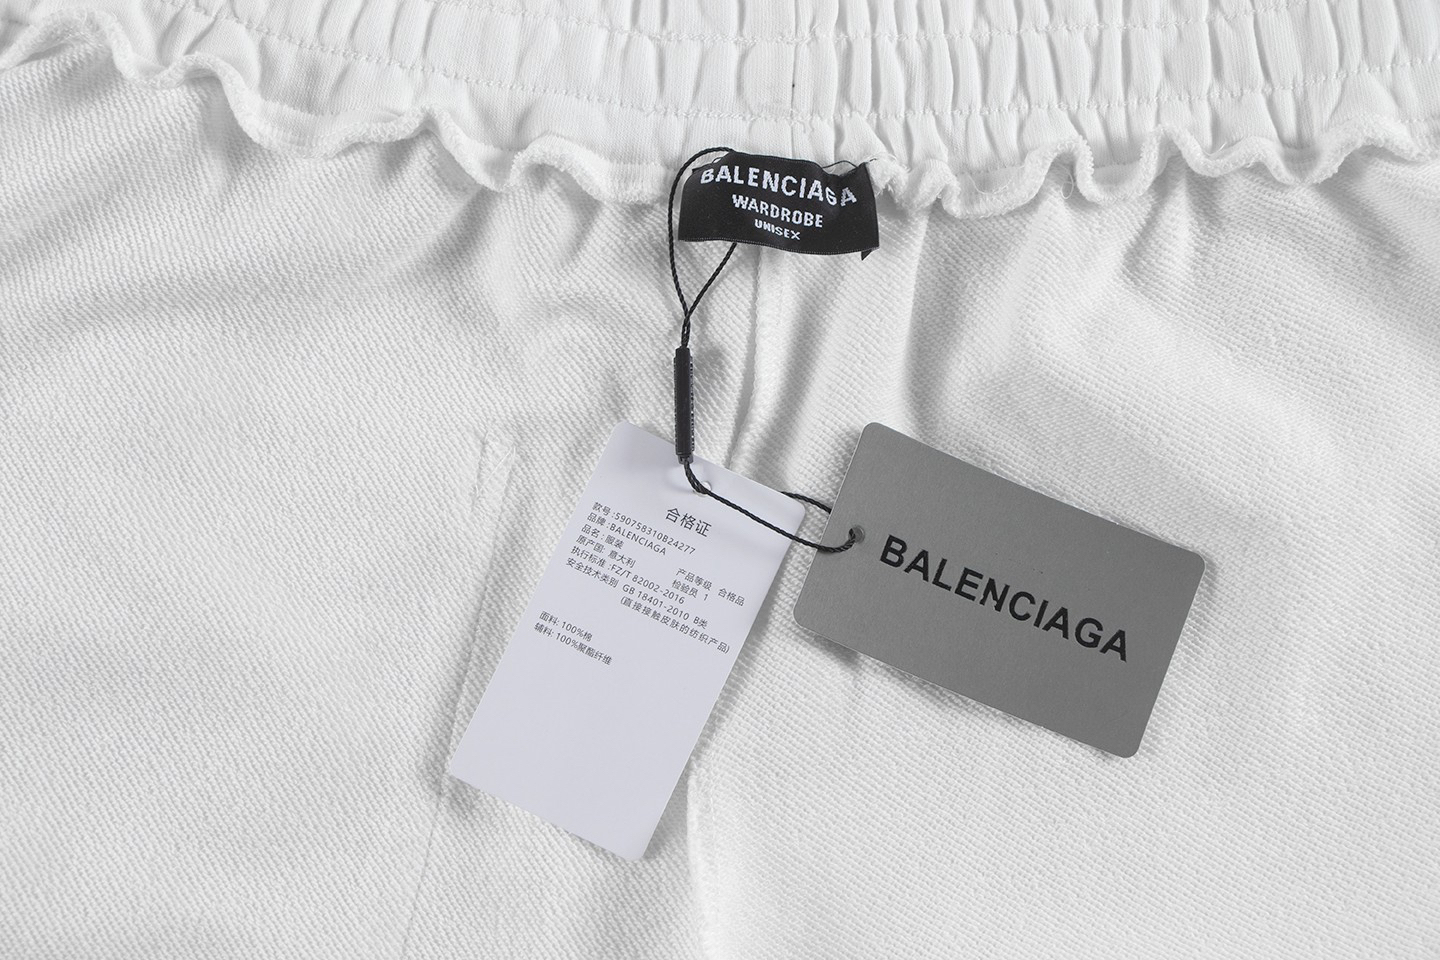 BALENCIAGA
WARDROBE
UNISEX
合格证
款号:590758310B24277
品牌:BALENCIAGA
品名:服装
原产国: 意大利
产品等级 合格品
检验员 1
执行标准:FZ/T 82002-2016
安全技术类别 GB 18401-2010 B类
(直接接触皮肤的纺织产品)
面料: 100%棉
辅料: 100%聚酯纤维
BALENCIAGA